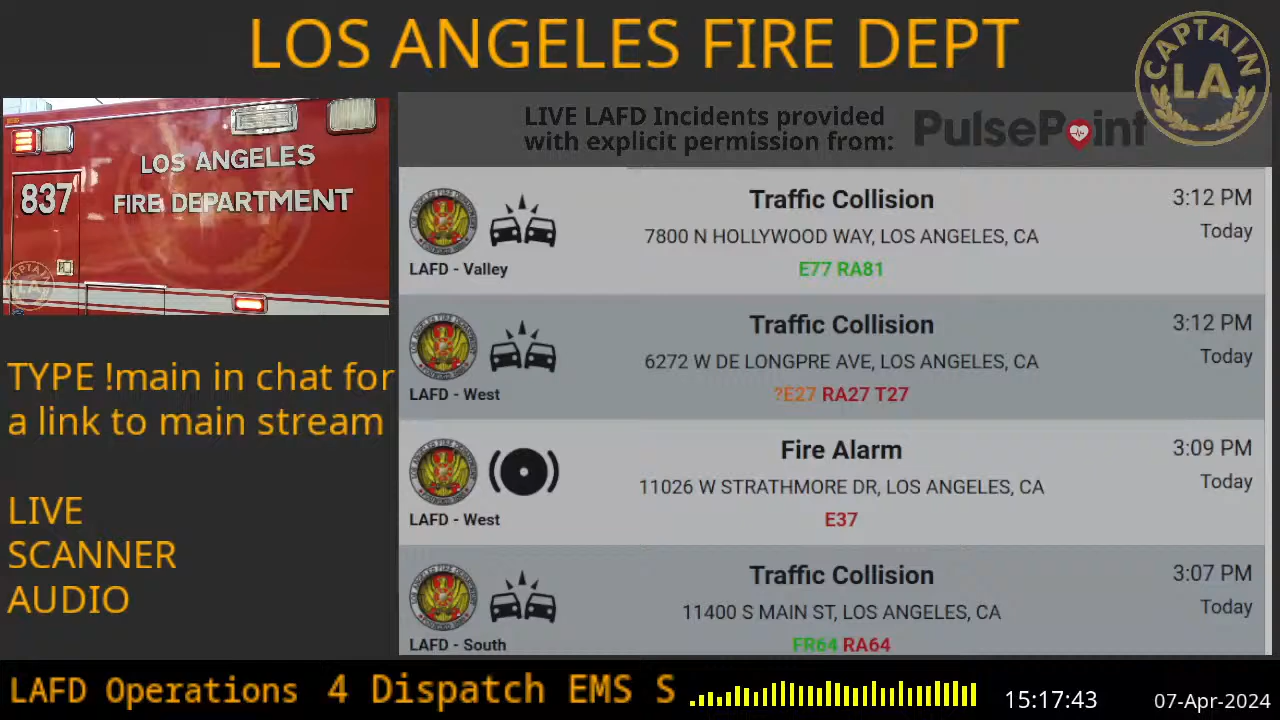 LOS ANGELES FIRE DEPT
CAPTAIN
LA
LOS ANGELES
837
FIRE DEPARTMENT
CAPTAIN
LA
LIVE LAFD Incidents provided
with explicit permission from:
PulsePoint
Traffic Collision
3:12 PM
7800 N HOLLYWOOD WAY, LOS ANGELES, CA
Today
LAFD - Valley
E77 RA81
Traffic Collision
3:12 PM
6272 W DE LONGPRE AVE, LOS ANGELES, CA
Today
LAFD - West
?E27 RA27 T27
Fire Alarm
3:09 PM
11026 W STRATHMORE DR, LOS ANGELES, CA
Today
LAFD - West
E37
Traffic Collision
3:07 PM
11400 S MAIN ST, LOS ANGELES, CA
Today
LAFD - South
FR64 RA64
TYPE !main in chat for
a link to main stream
LIVE
SCANNER
AUDIO
LAFD Operations 4 Dispatch EMS S
15:17:43
07-Apr-2024